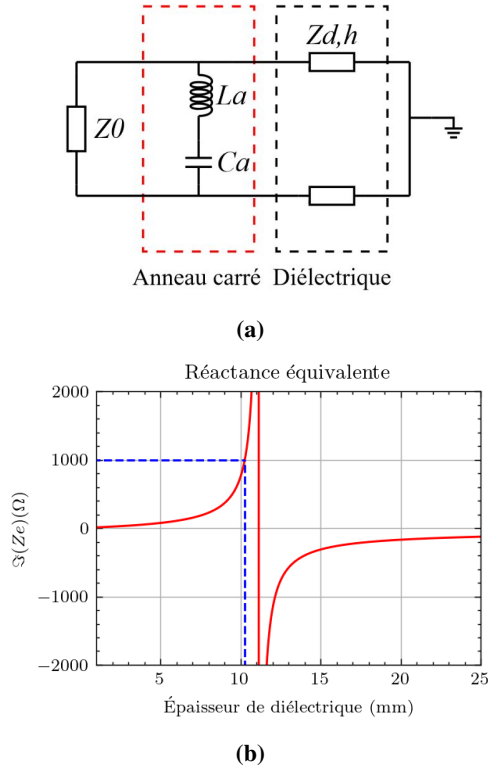 Zd,h
La
Z0
Ca
Anneau carré Diélectrique
(a)
Réactance équivalente
2000
1000
0
−1000
−2000
ℑ(Ze)(Ω)
5 10 15 20 25
Épaisseur de diélectrique (mm)
(b)